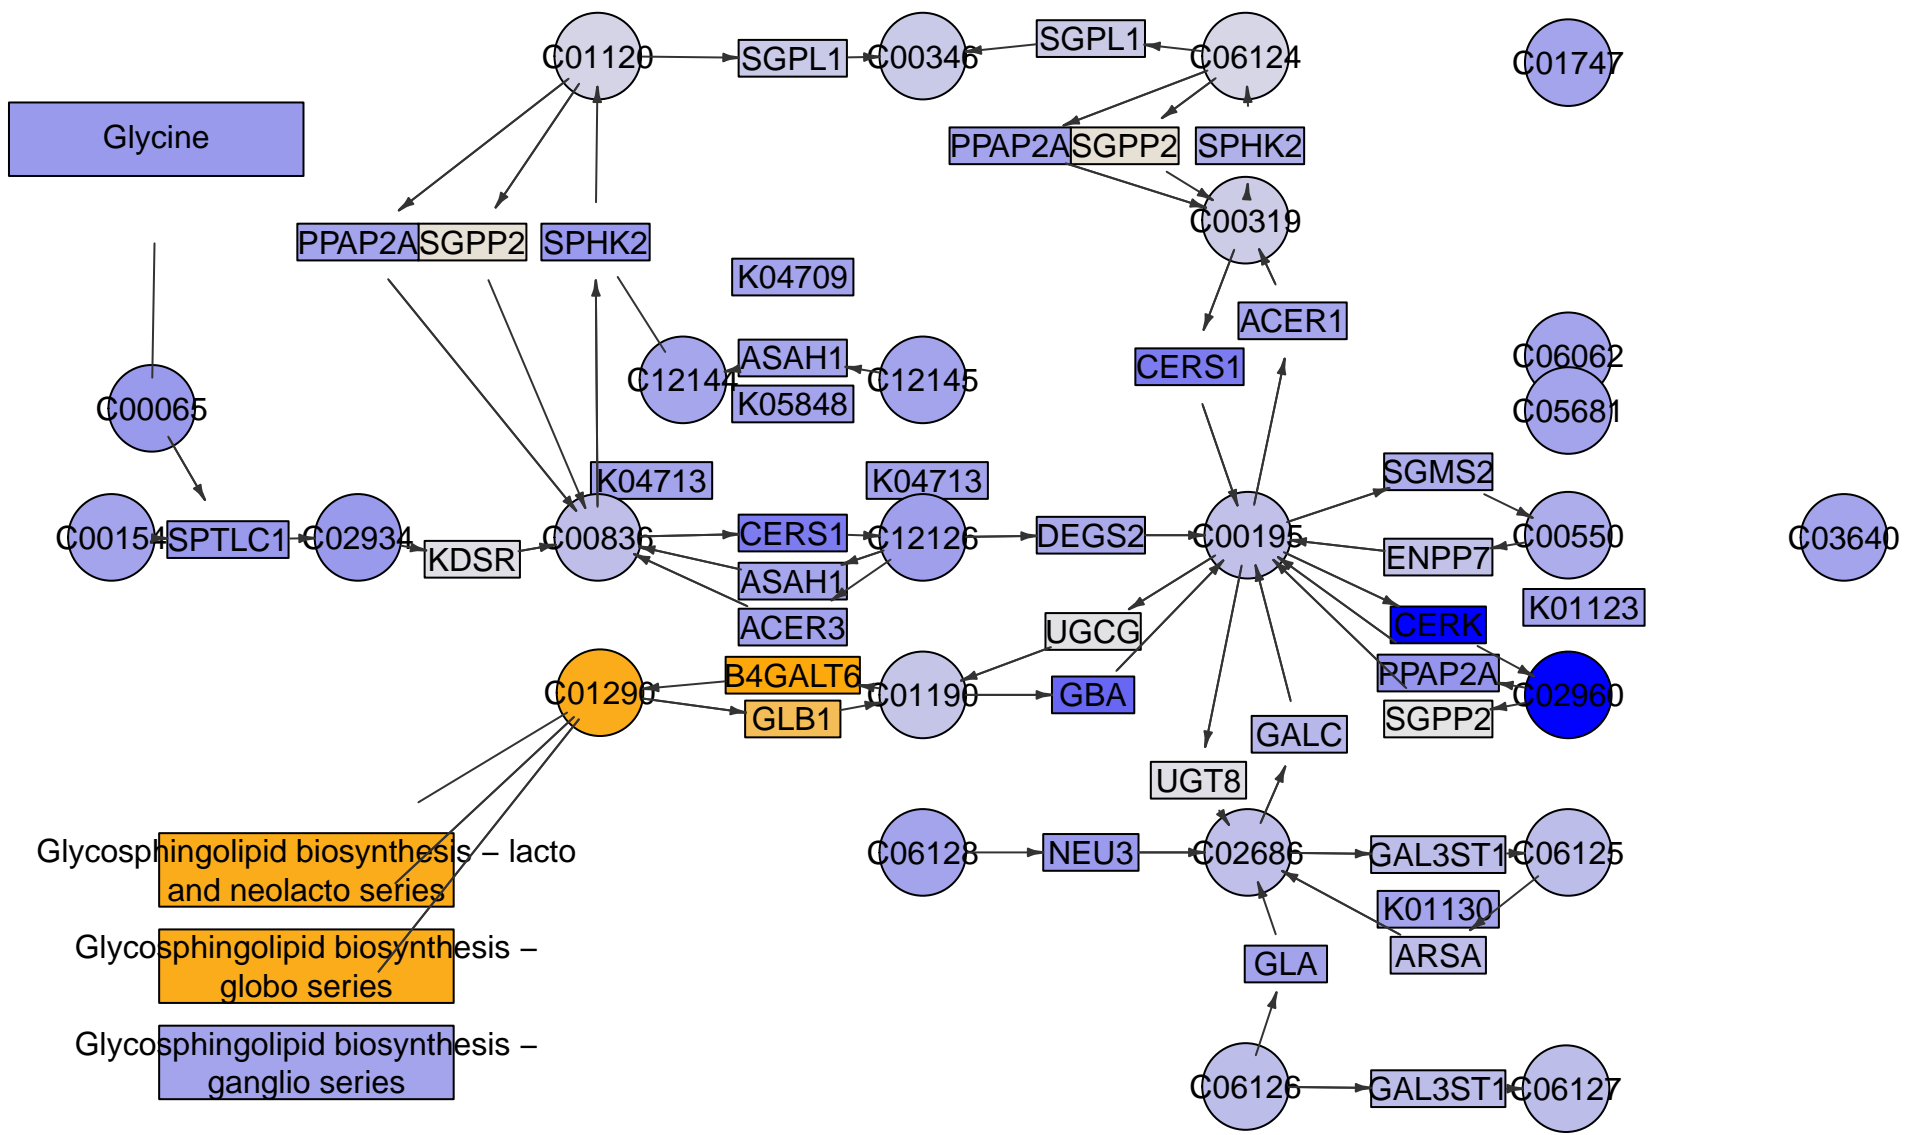 C01120
SGPL1
C00346
SGPL1
C06124
C01747
Glycine
PPAP2A
SGPP2
SPHK2
C00319
PPAP2A
SGPP2
SPHK2
K04709
ACER1
C06062
CERS1
ASAH1
C12144
C12145
K05848
C00065
C05681
K04713
K04713
SGMS2
C00154
SPTLC1
C02934
KDSR
C00836
CERS1
C12126
DEGS2
C00195
C00550
ENPP7
C03640
ASAH1
K01123
ACER3
UGCG
CERK
B4GALT6
PPAP2A
C01290
C01190
GBA
C02960
GLB1
SGPP2
GALC
UGT8
Glycosphingolipid biosynthesis – lacto
and neolacto series
C06128
NEU3
C02686
GAL3ST1
C06125
K01130
Glycosphingolipid biosynthesis –
globo series
GLA
ARSA
Glycosphingolipid biosynthesis –
ganglio series
C06126
GAL3ST1
C06127